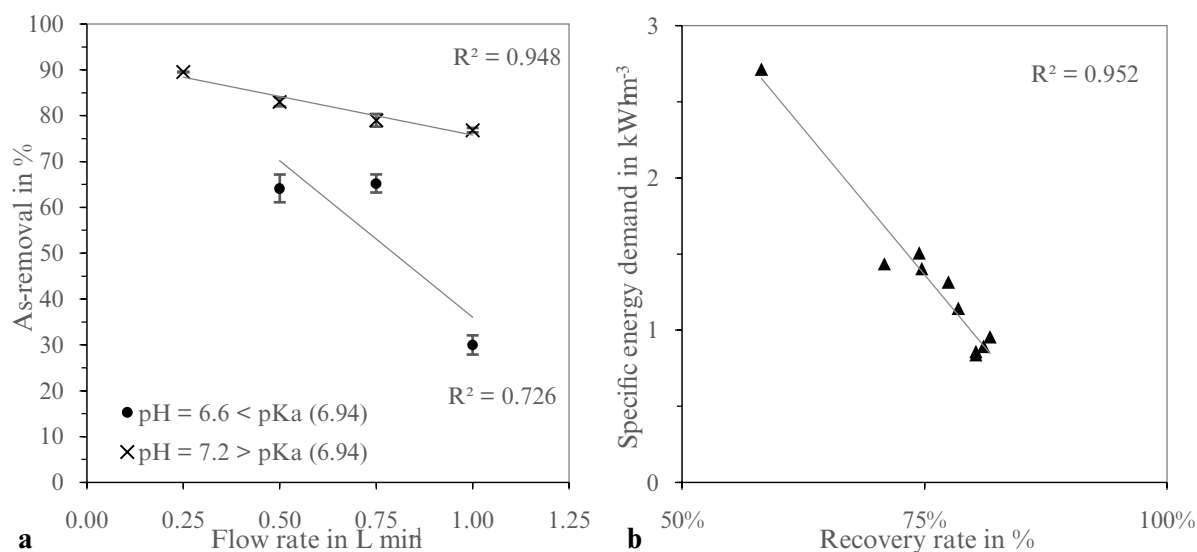 100
90
80
70
60
50
40
30
20
10
0
As-removal in %
R² = 0.948
R² = 0.726
pH = 6.6 < pKa (6.94)
pH = 7.2 > pKa (6.94)
0.00 0.25 0.50 0.75 1.00 1.25
a Flow rate in L min
3
2
1
0
Specific energy demand in kWhm⁻³
R² = 0.952
50% 75% 100%
b Recovery rate in %